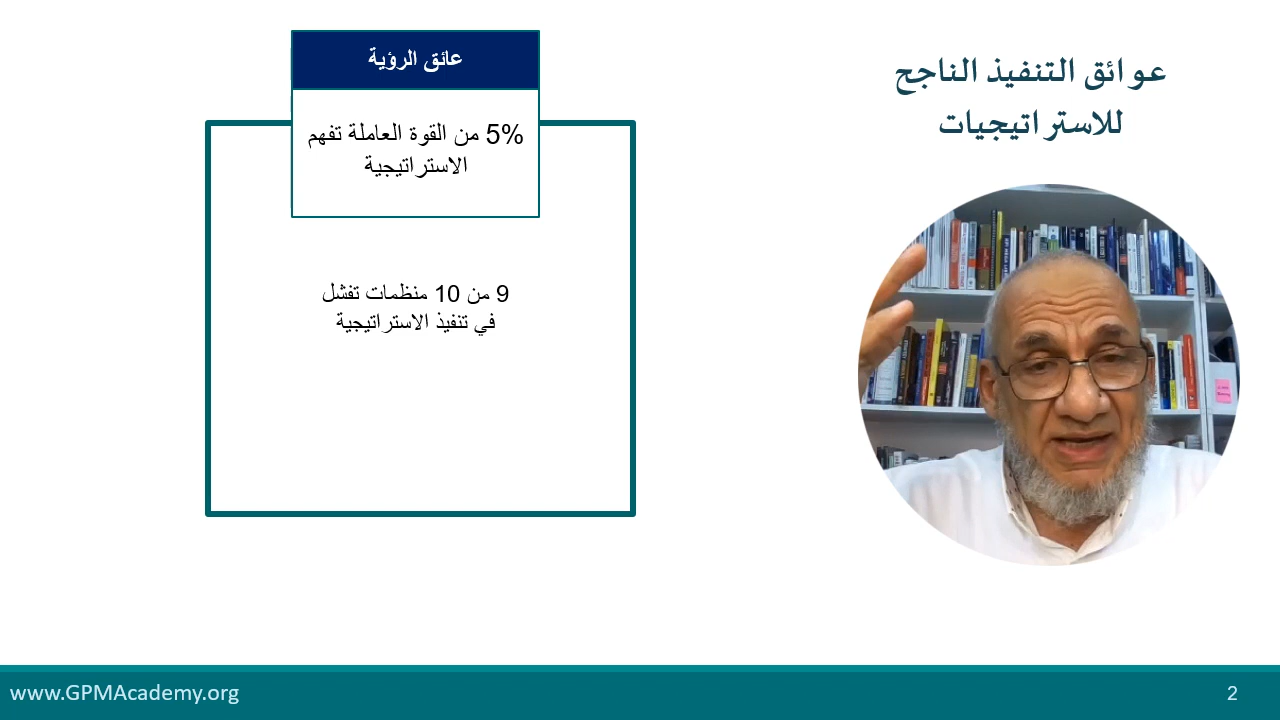 عوائق التنفيذ الناجح
للاستراتيجيات
عائق الرؤية
5% من القوة العاملة تفهم
الاستراتيجية
9 من 10 منظمات تفشل
في تنفيذ الاستراتيجية
www.GPMAcademy.org
2